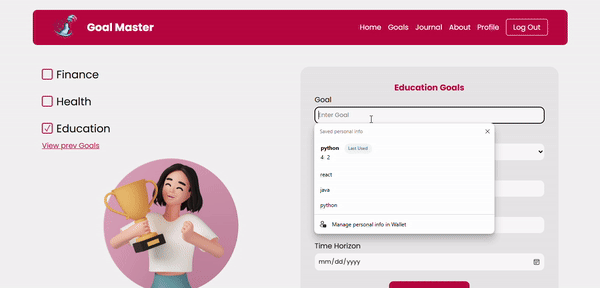 Goal Master
Home Goals Journal About Profile Log Out
Finance
Health
Education
View prev Goals
Education Goals
Goal
Enter Goal
Saved personal info
python Last Used
4 2
react
java
python
Manage personal info in Wallet
Time Horizon
mm/dd/yyyy